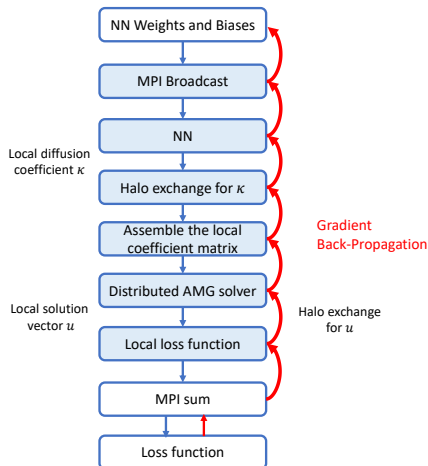 NN Weights and Biases
MPI Broadcast
NN
Local diffusion
coefficient κ
Halo exchange for κ
Assemble the local
coefficient matrix
Gradient
Back-Propagation
Distributed AMG solver
Local solution
vector u
Halo exchange
for u
Local loss function
MPI sum
Loss function